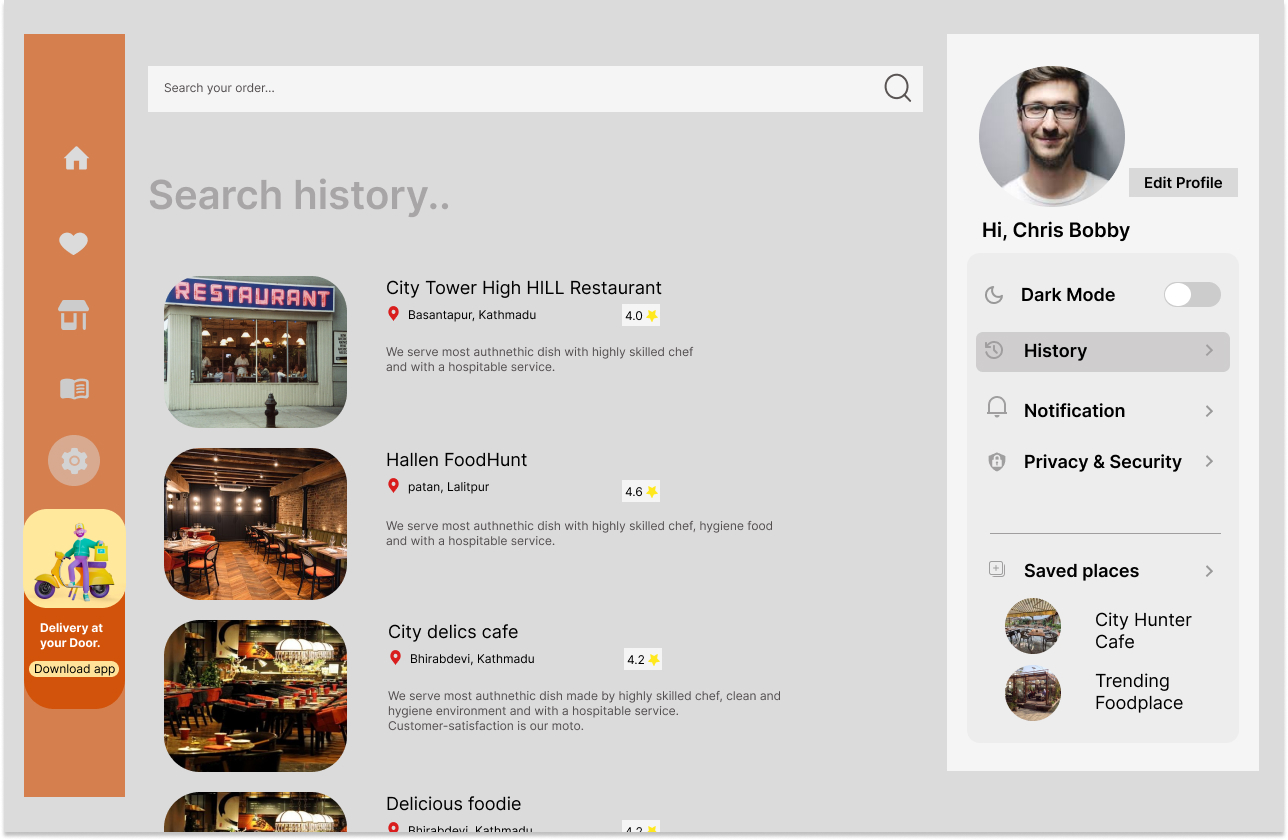 Search your order...
Search history..
RESTAURANT
City Tower High HILL Restaurant
Basantapur, Kathmadu
4.0
We serve most authnethic dish with highly skilled chef
and with a hospitable service.
Hallen FoodHunt
patan, Lalitpur
4.6
We serve most authnethic dish with highly skilled chef, hygiene food
and with a hospitable service.
City delics cafe
Bhirabdevi, Kathmadu
4.2
We serve most authnethic dish made by highly skilled chef, clean and
hygiene environment and with a hospitable service.
Customer-satisfaction is our moto.
Delicious foodie
Bhirabdevi, Kathmadu
4.2
Delivery at
your Door.
Download app
Edit Profile
Hi, Chris Bobby
Dark Mode
History
Notification
Privacy & Security
Saved places
City Hunter
Cafe
Trending
Foodplace